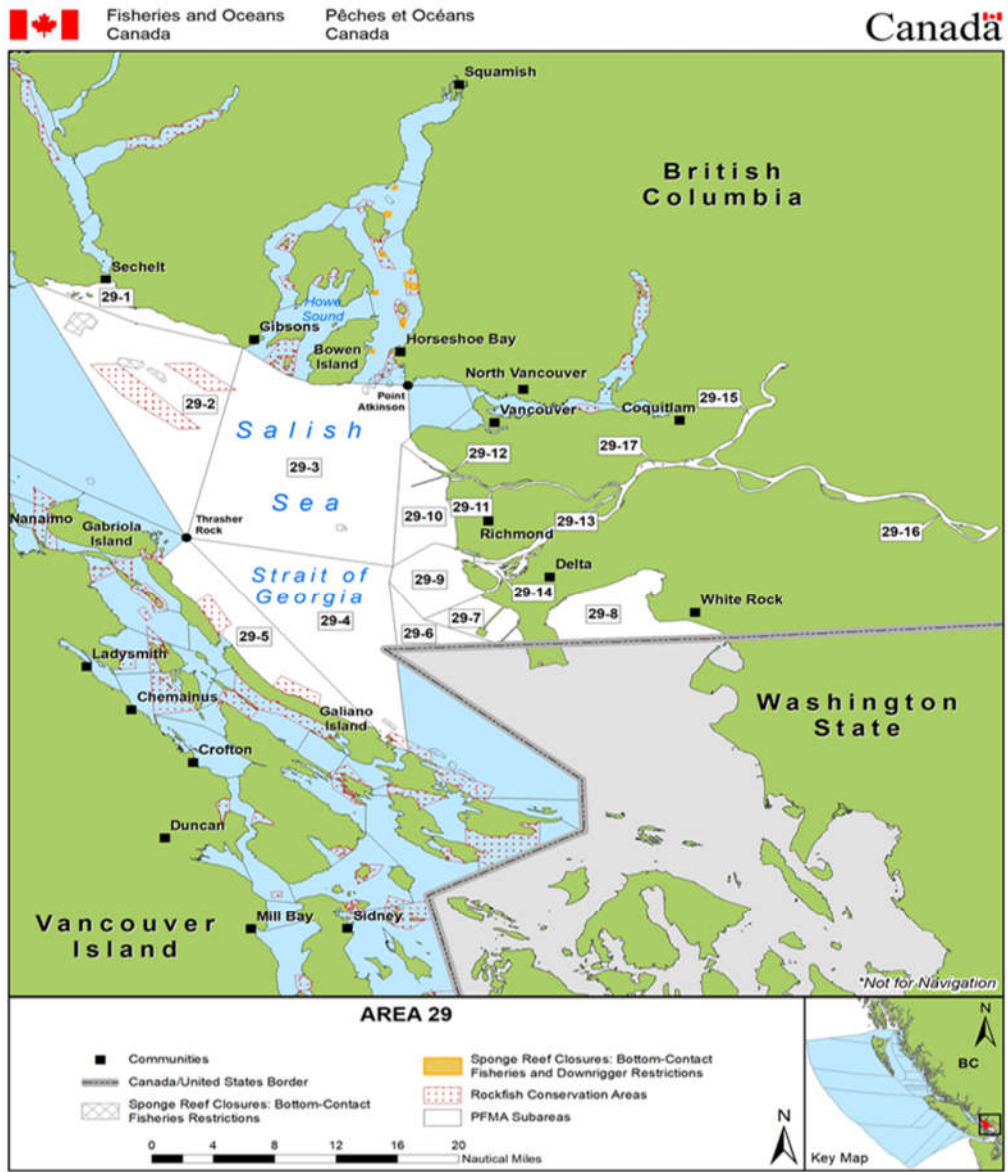 Fisheries and Oceans
Canada
Pêches et Océans
Canada
Canada
Squamish
British
Columbia
Sechelt
29-1
Howe
Sound
Gibsons
Bowen
Island
Horseshoe Bay
Point
Atkinson
North Vancouver
Vancouver
Coquitlam
29-15
29-2
Salish
29-3
Sea
29-12
29-17
29-11
29-10
Richmond
29-13
29-16
Nanaimo
Gabriola
Island
Thrasher
Rock
Strait of
Georgia
29-9
Delta
29-14
29-8
White Rock
29-5
29-4
29-7
29-6
Ladysmith
Chemainus
Galiano
Island
Washington
State
Crofton
Duncan
Vancouver
Island
Mill Bay
Sidney
*Not for Navigation
AREA 29
Communities
Canada/United States Border
Sponge Reef Closures: Bottom-Contact
Fisheries Restrictions
Sponge Reef Closures: Bottom-Contact
Fisheries and Downrigger Restrictions
Rockfish Conservation Areas
PFMA Subareas
0 4 8 12 16 20
Nautical Miles
N
N
BC
Key Map